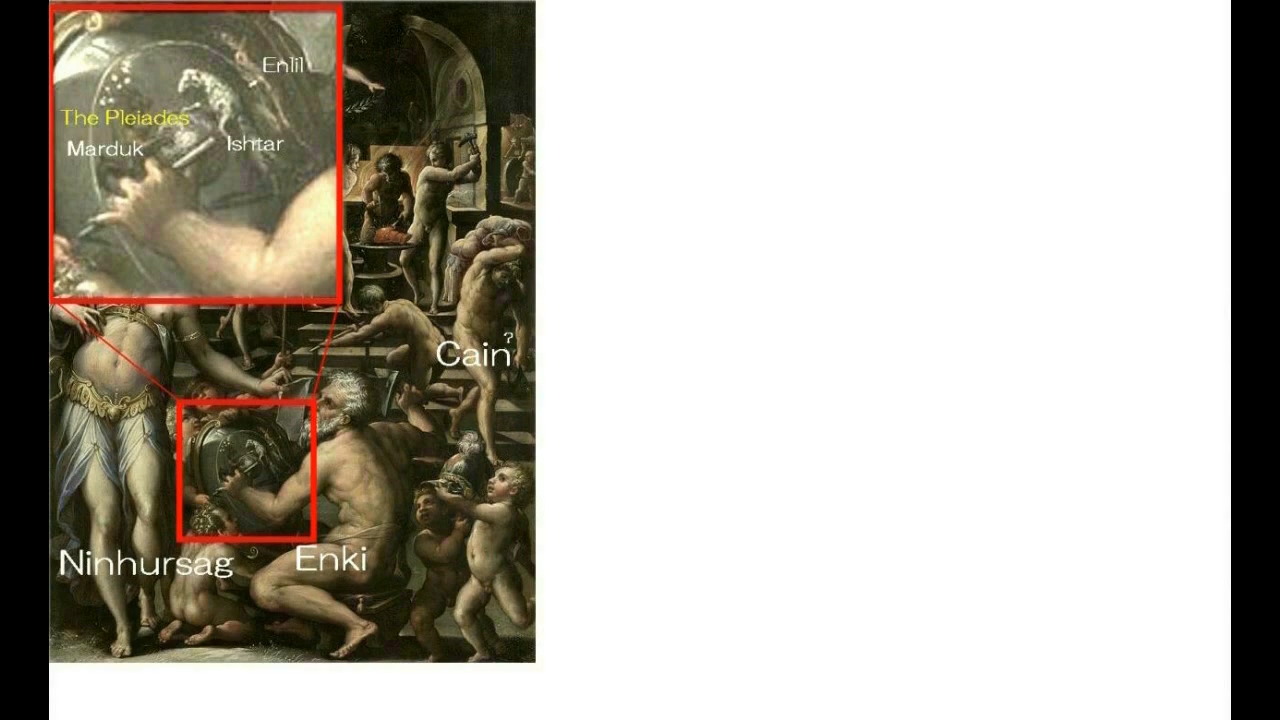 Enlil
The Pleiades
Marduk
Ishtar
?
Cain
Ninhursag
Enki